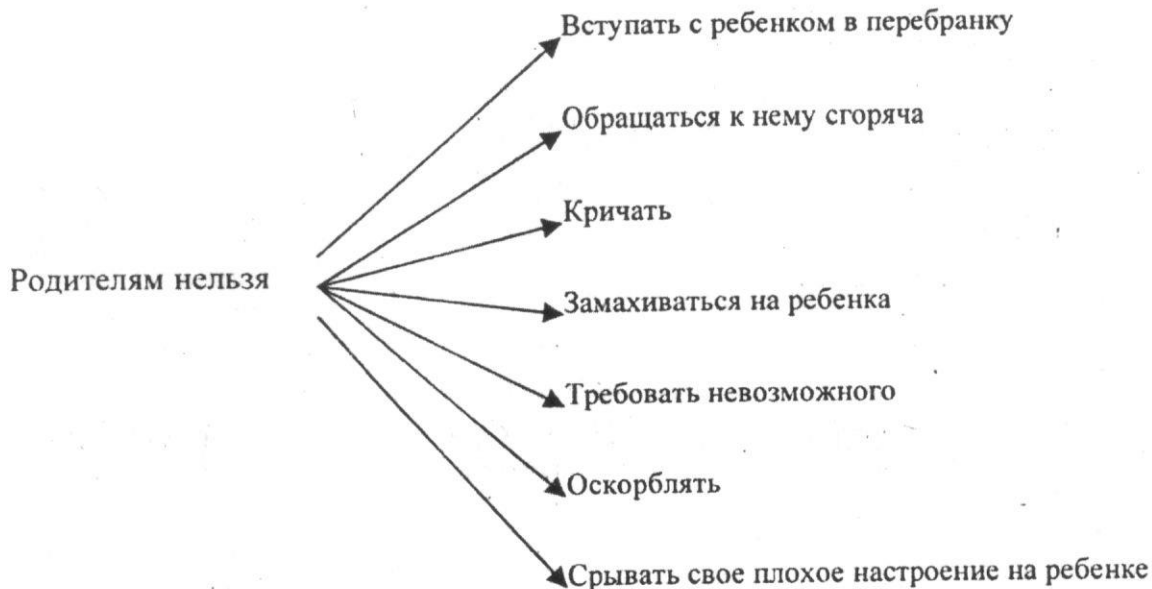 Вступать с ребенком в перебранку
Обращаться к нему сгоряча
Кричать
Родителям нельзя
Замахиваться на ребенка
Требовать невозможного
Оскорблять
Срывать свое плохое настроение на ребенке